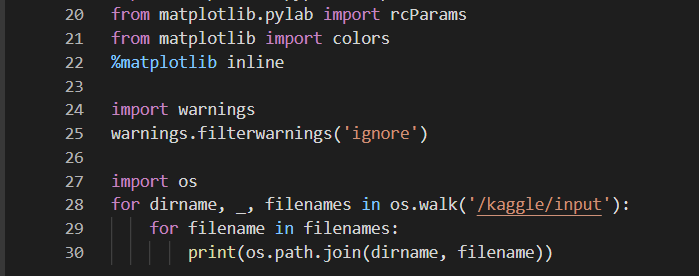 20 from matplotlib.pylab import rcParams
21 from matplotlib import colors
22 %matplotlib inline
23
24 import warnings
25 warnings.filterwarnings('ignore')
26
27 import os
28 for dirname, _, filenames in os.walk('/kaggle/input'):
29     for filename in filenames:
30         print(os.path.join(dirname, filename))